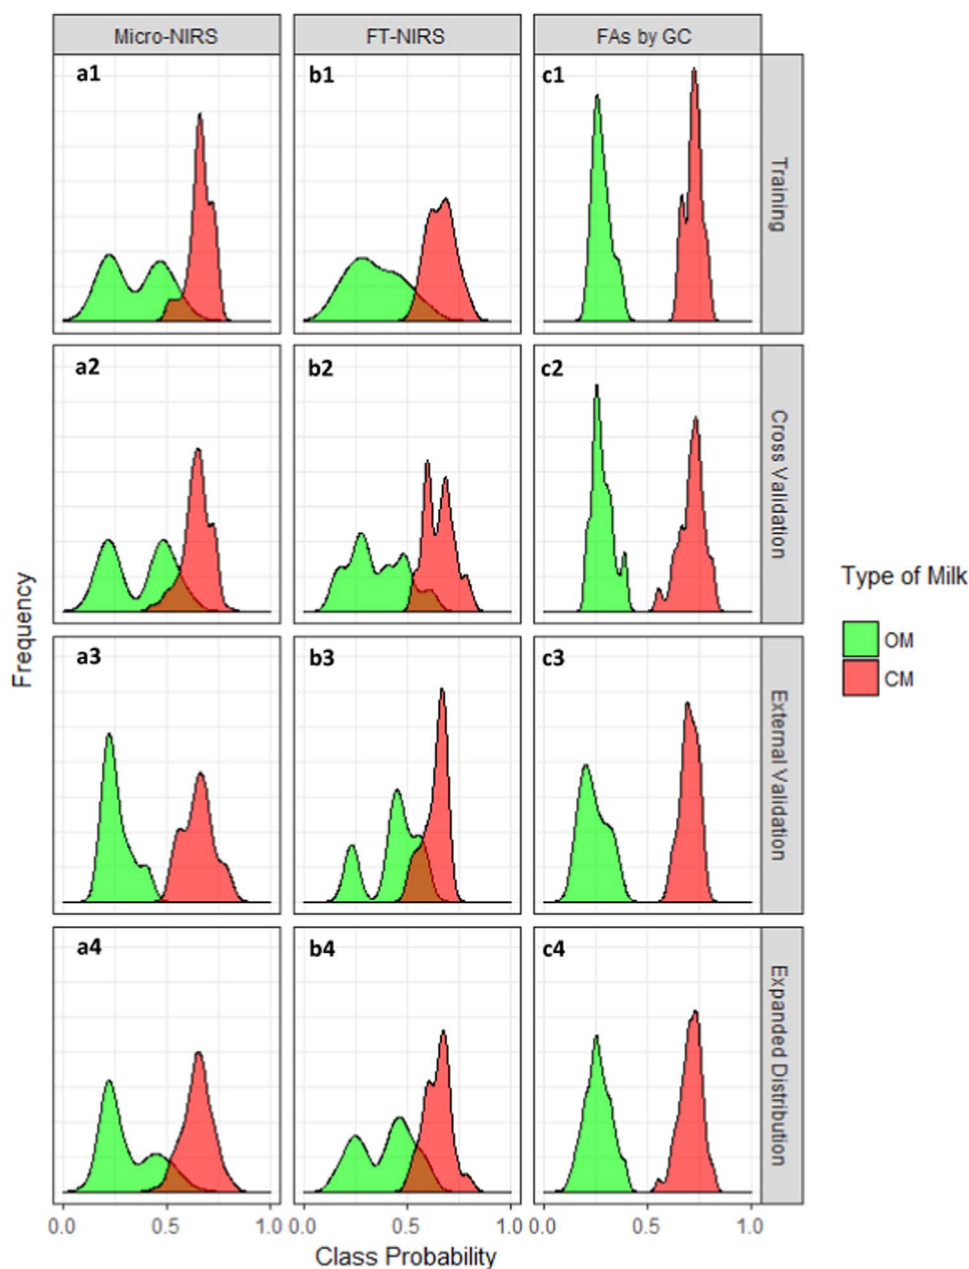 Micro-NIRS FT-NIRS FAs by GC
a1 b1 c1
Training
a2 b2 c2
Cross Validation
a3 b3 c3
External Validation
a4 b4 c4
Expanded Distribution
Frequency
0.0 0.5 1.0 0.0 0.5 1.0 0.0 0.5 1.0
Class Probability
Type of Milk
OM
CM